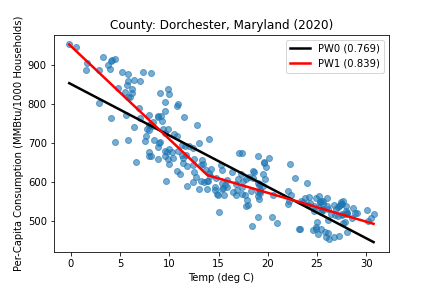 County: Dorchester, Maryland (2020)
PW0 (0.769)
PW1 (0.839)
Per-Capita Consumption (MMBtu/1000 Households)
900
800
700
600
500
0 5 10 15 20 25 30
Temp (deg C)